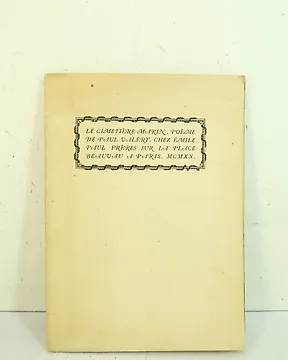 LE CIMETIÈRE MARIN, POÈME
DE PAUL VALÉRY, CHEZ ÉMILE
PAUL FRÈRES SUR LA PLACE
BEAUVAU A PARIS. MCMXX.